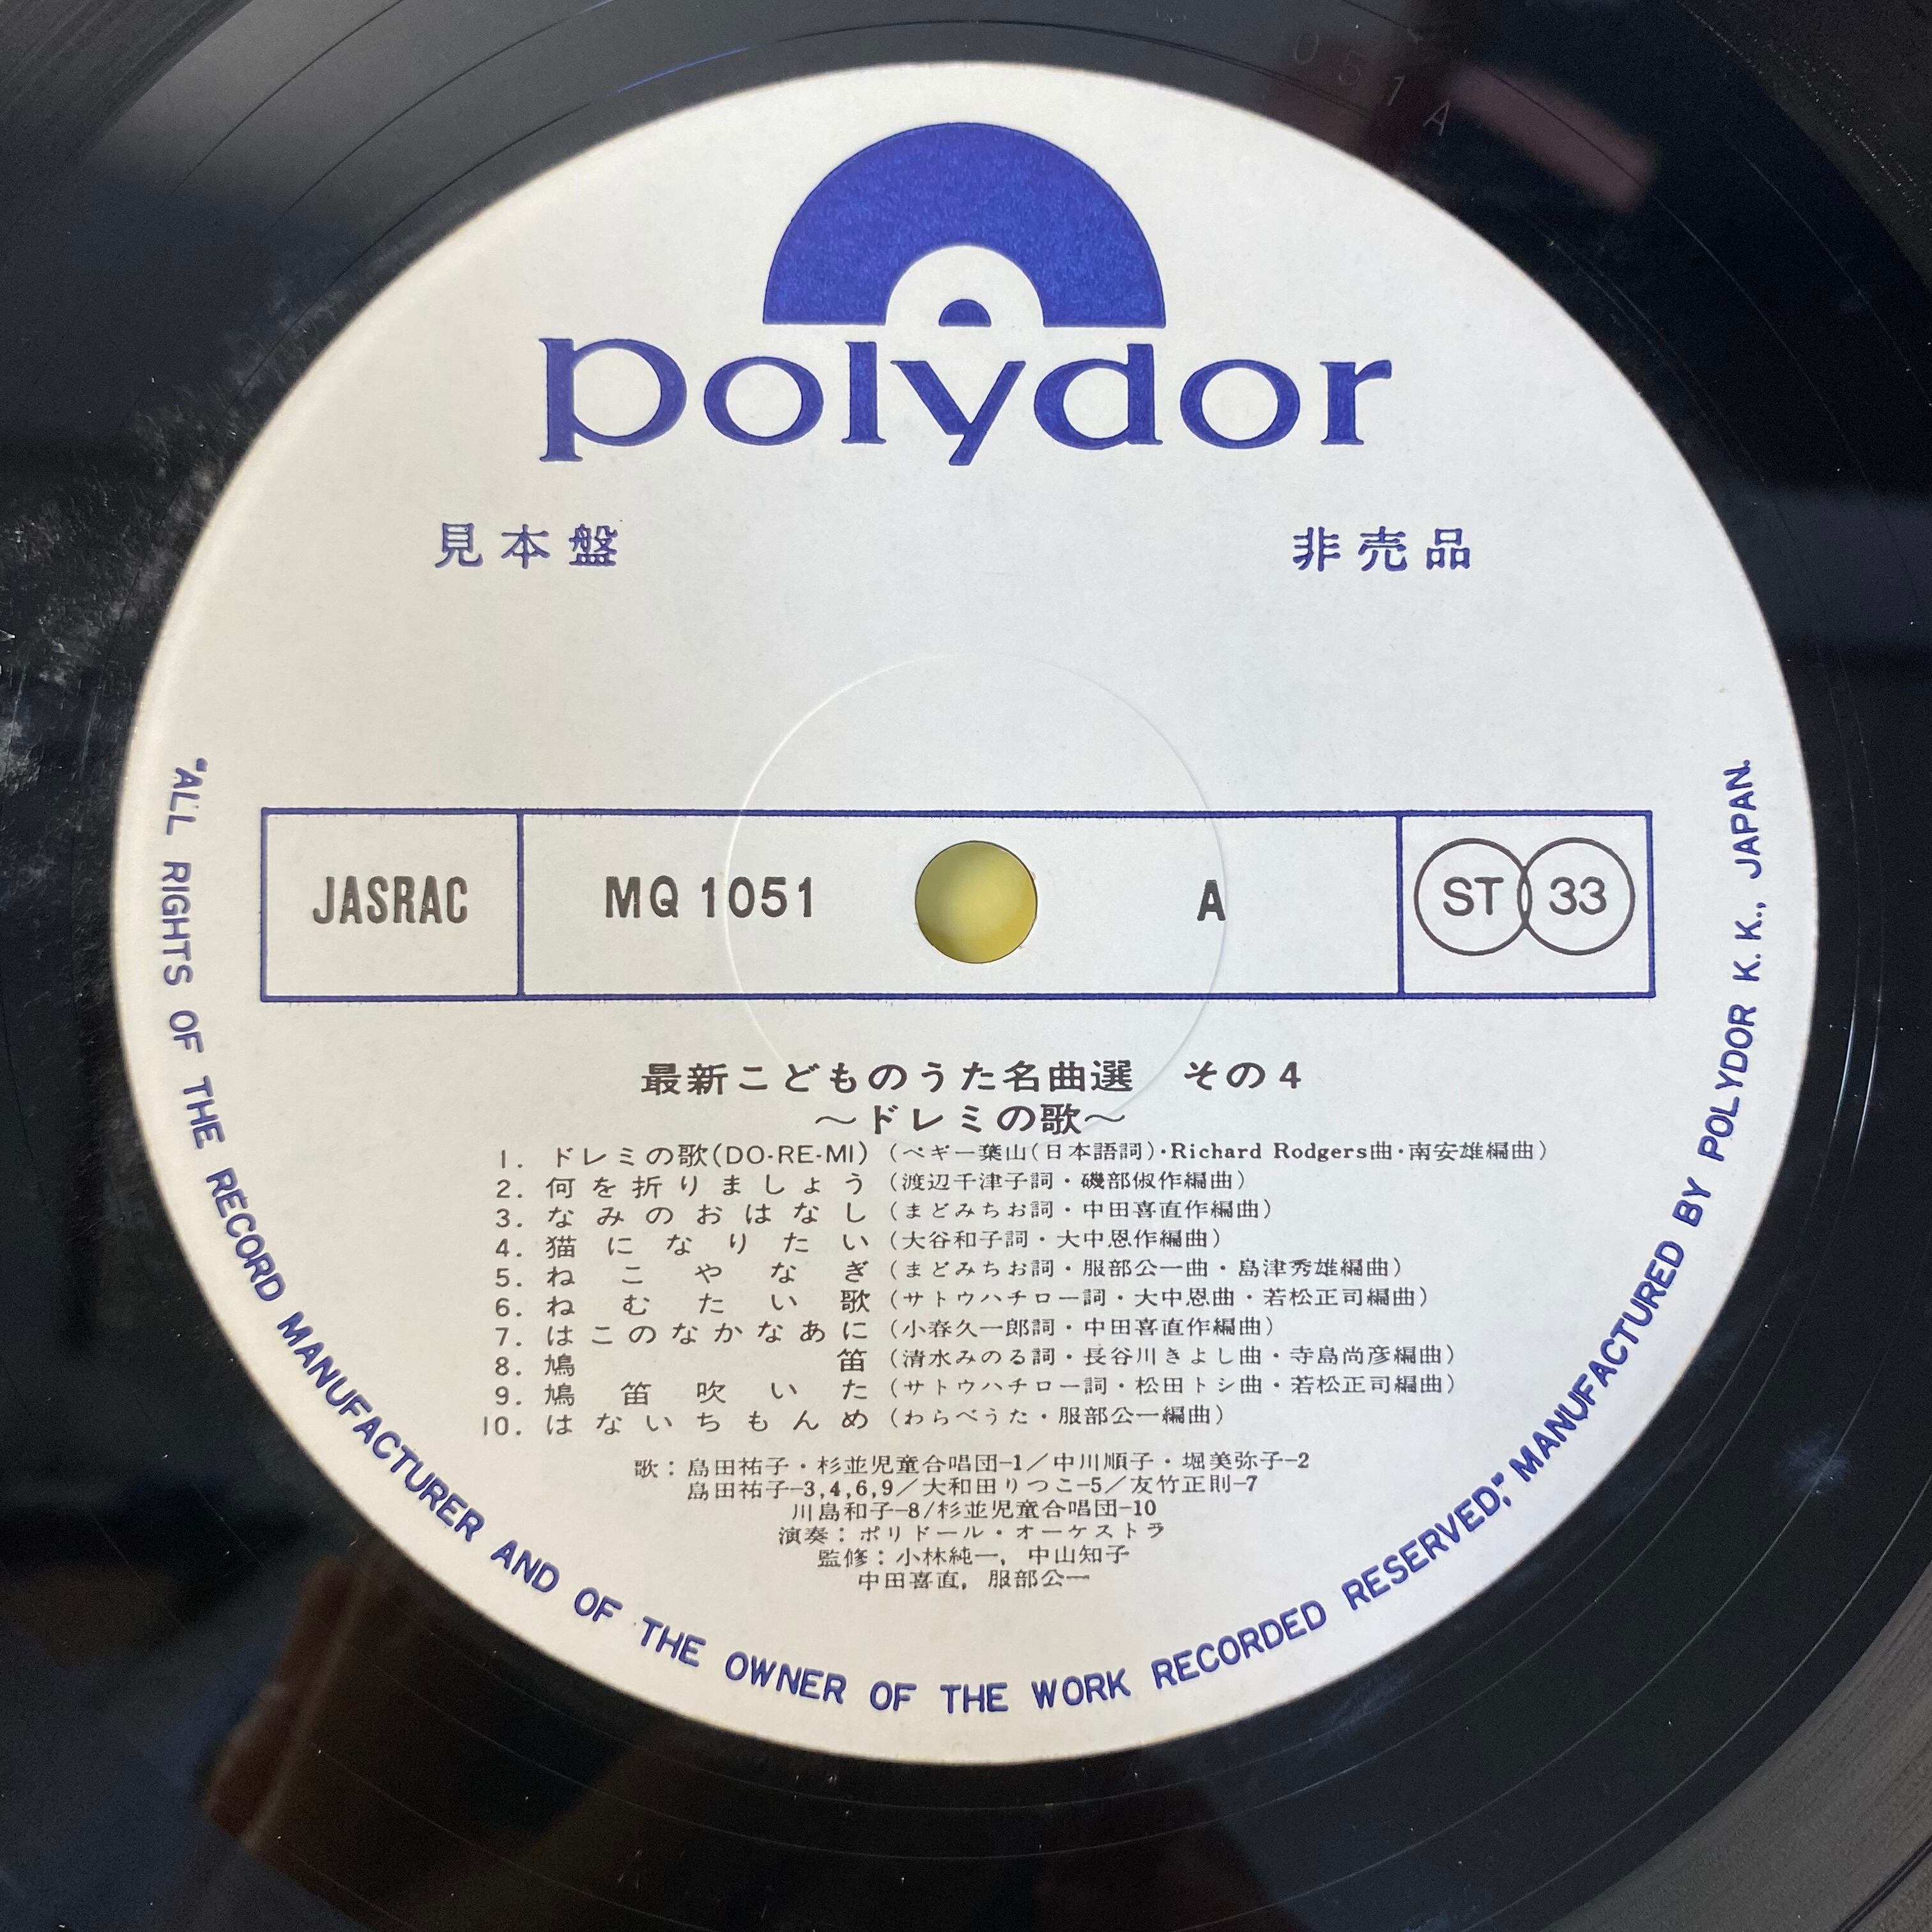 051A
polydor
見本盤
非売品
JASRAC
MQ 1051
A
ST 33
最新こどものうた名曲選 その4
～ドレミの歌～
1. ドレミの歌(DO-RE-MI) (ペギー葉山(日本語詞)・Richard Rodgers曲・南安雄編曲)
2. 何を折りましょう (渡辺千津子詞・磯部俶作編曲)
3. なみのおはなし (まどみちお詞・中田喜直作編曲)
4. 猫になりたい (大谷和子詞・大中恩作編曲)
5. ねこやなぎ (まどみちお詞・服部公一曲・島津秀雄編曲)
6. ねむたい歌 (サトウハチロー詞・大中恩曲・若松正司編曲)
7. はこのなかなあに (小春久一郎詞・中田喜直作編曲)
8. 鳩笛 (清水みのる詞・長谷川きよし曲・寺島尚彦編曲)
9. 鳩笛吹いた (サトウハチロー詞・松田トシ曲・若松正司編曲)
10. はないちもんめ (わらべうた・服部公一編曲)
歌：島田祐子・杉並児童合唱団-1／中川順子・堀美弥子-2
島田祐子-3,4,6,9／大和田りつこ-5／友竹正則-7
川島和子-8/杉並児童合唱団-10
演奏：ポリドール・オーケストラ
監修：小林純一，中山知子
中田喜直，服部公一
"ALL RIGHTS OF THE RECORD MANUFACTURER AND OF THE OWNER OF THE WORK RECORDED RESERVED;" MANUFACTURED BY POLYDOR K. K., JAPAN.